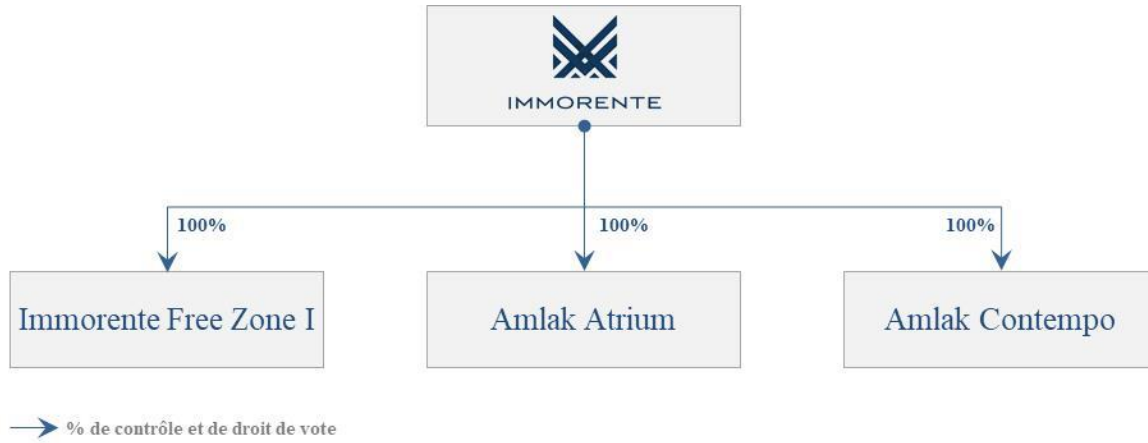 IMMORENTE
100%
100%
100%
Immorente Free Zone I
Amlak Atrium
Amlak Contempo
% de contrôle et de droit de vote